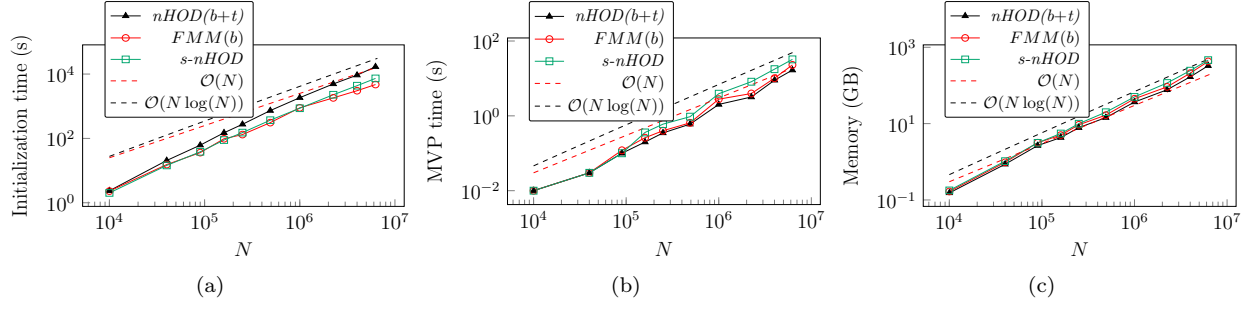 nHOD(b+t)
FMM(b)
s-nHOD
O(N)
O(N log(N))
Initialization time (s)
10^4
10^2
10^0
10^4
10^5
10^6
10^7
N
(a)
nHOD(b+t)
FMM(b)
s-nHOD
O(N)
O(N log(N))
MVP time (s)
10^2
10^0
10^−2
10^4
10^5
10^6
10^7
N
(b)
nHOD(b+t)
FMM(b)
s-nHOD
O(N)
O(N log(N))
Memory (GB)
10^3
10^1
10^−1
10^4
10^5
10^6
10^7
N
(c)